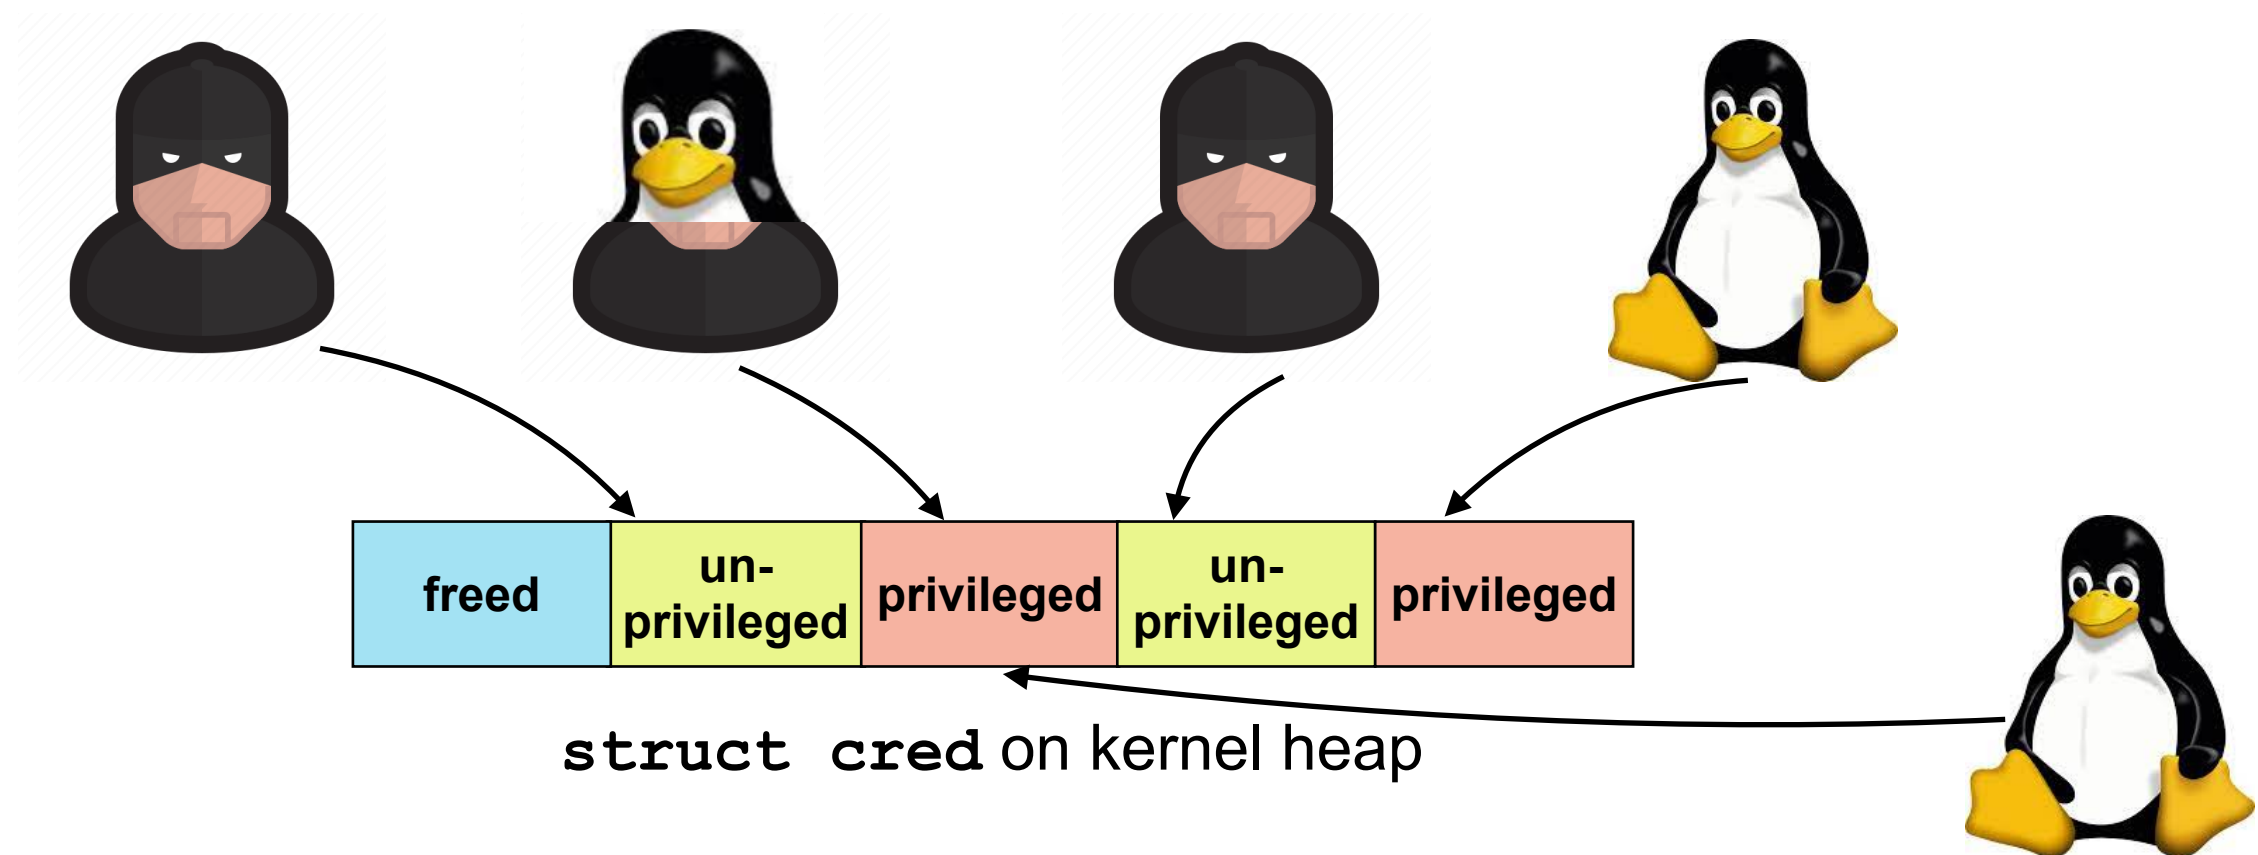 freed
un-
privileged
privileged
un-
privileged
privileged
struct cred on kernel heap